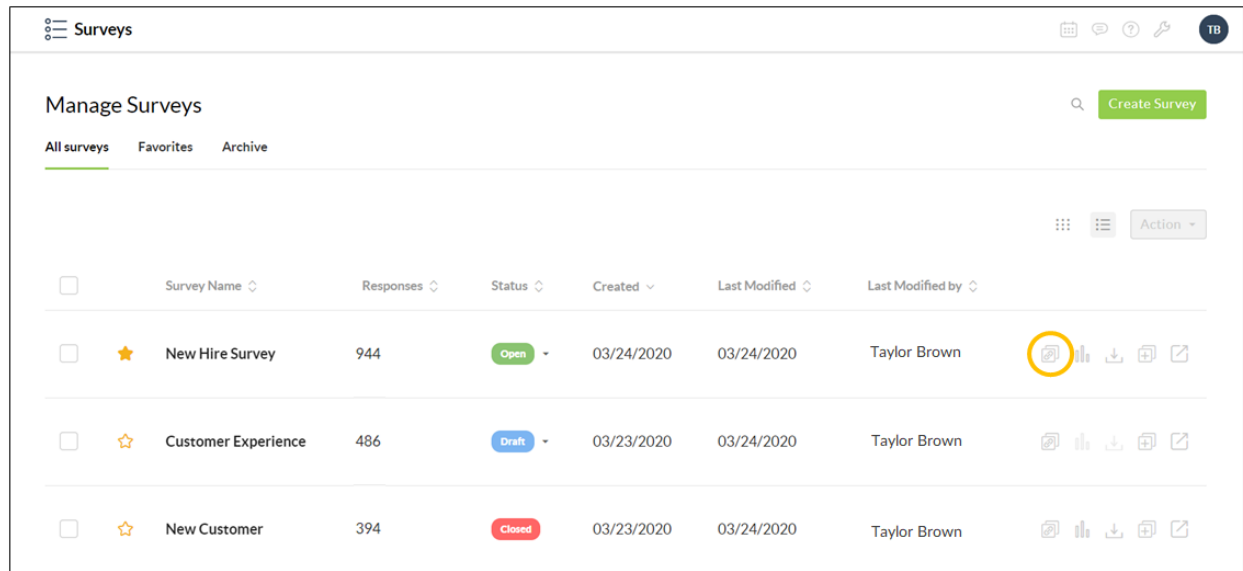 Surveys
TB
Manage Surveys
Create Survey
All surveys Favorites Archive
Action
Survey Name Responses Status Created Last Modified Last Modified by
New Hire Survey 944 Open 03/24/2020 03/24/2020 Taylor Brown
Customer Experience 486 Draft 03/23/2020 03/24/2020 Taylor Brown
New Customer 394 Closed 03/23/2020 03/24/2020 Taylor Brown